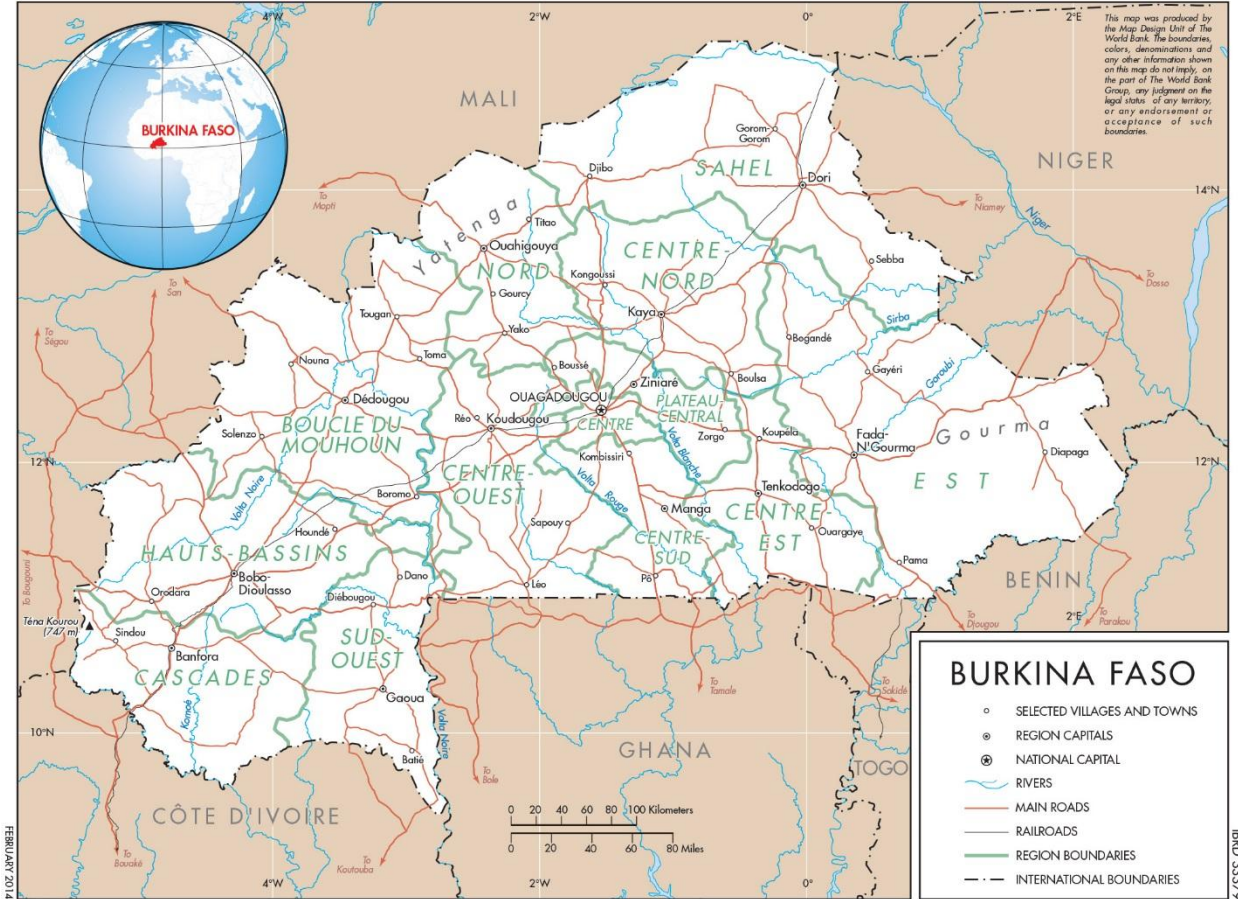 4°W
2°W
0°
2°E
This map was produced by
the Map Design Unit of The
World Bank. The boundaries,
colors, denominations and
any other information shown
on this map do not imply, on
the part of The World Bank
Group, any judgment on the
legal status of any territory,
or any endorsement or
acceptance of such
boundaries.
BURKINA FASO
MALI
NIGER
Gorom-
Gorom
SAHEL
Djibo
Dori
14°N
14°N
To
Mopti
To
Niamey
Niger
Yatenga
Titao
Ouahigouya
NORD
CENTRE-
NORD
Sebba
Kongoussi
Gourcy
To
San
To
Dosso
Tougan
Kaya
Sirba
To
Ségou
Yako
Bogandé
Nouna
Toma
Boussé
Boulsa
Gayéri
Goroubi
Ziniaré
Dédougou
OUAGADOUGOU
PLATEAU-
CENTRAL
BOUCLE DU
MOUHOUN
Réo
Koudougou
CENTRE
Zorgo
Koupéla
Fada-
N'Gourma
Gourma
Solenzo
Kombissiri
Volta Blanche
Diapaga
12°N
12°N
CENTRE-
OUEST
Volta Rouge
EST
Volta Noire
Boromo
Tenkodogo
Manga
Houndé
Sapouy
CENTRE-
EST
Ouargaye
HAUTS-BASSINS
CENTRE-
SUD
Pama
To Bougouni
Bobo-
Dioulasso
Dano
Léo
Pô
BENIN
Orodara
Diébougou
2°E
To
Djougou
To
Parakou
Téna Kourou
(747 m)
Sindou
Banfora
SUD-
OUEST
CASCADES
Gaoua
To
Tamale
To
Sokidé
Komoé
Volta Noire
10°N
Batié
GHANA
TOGO
To
Bole
CÔTE D'IVOIRE
To
Bouaké
To
Koutouba
0 20 40 60 80 100 Kilometers
0 20 40 60 80 Miles
4°W
2°W
BURKINA FASO
SELECTED VILLAGES AND TOWNS
REGION CAPITALS
NATIONAL CAPITAL
RIVERS
MAIN ROADS
RAILROADS
REGION BOUNDARIES
INTERNATIONAL BOUNDARIES
FEBRUARY 2014